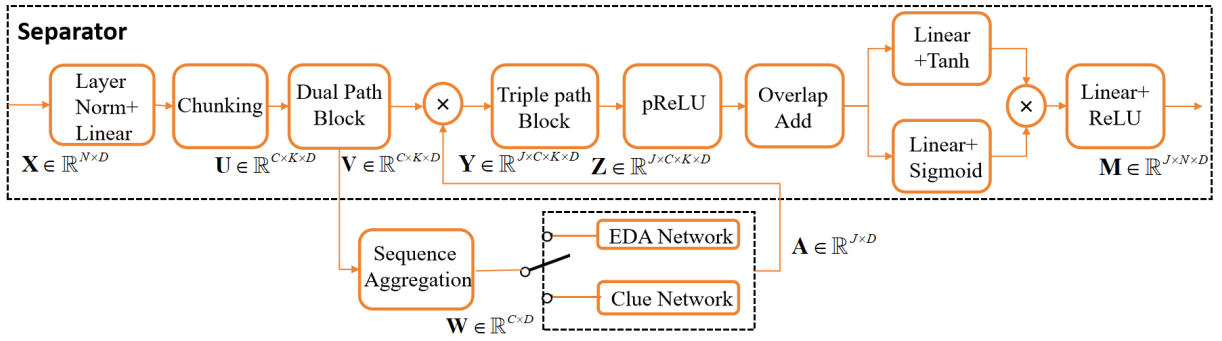 Separator
Layer
Norm+
Linear
Chunking
Dual Path
Block
×
Triple path
Block
pReLU
Overlap
Add
Linear
+Tanh
Linear+
Sigmoid
×
Linear+
ReLU
X ∈ ℝ^{N×D}
U ∈ ℝ^{C×K×D}
V ∈ ℝ^{C×K×D}
Y ∈ ℝ^{J×C×K×D}
Z ∈ ℝ^{J×C×K×D}
M ∈ ℝ^{J×N×D}
Sequence
Aggregation
W ∈ ℝ^{C×D}
EDA Network
Clue Network
A ∈ ℝ^{J×D}